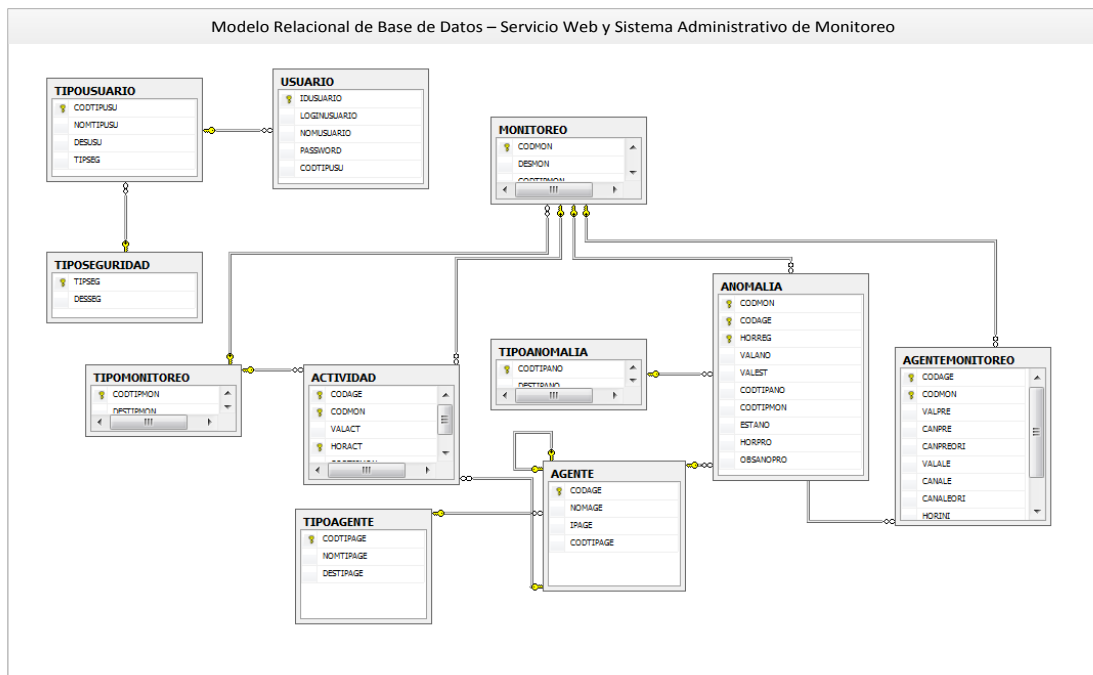 Modelo Relacional de Base de Datos – Servicio Web y Sistema Administrativo de Monitoreo
TIPOUSUARIO
CODTIPUSU
NOMTIPUSU
DESUSU
TIPSEG
USUARIO
IDUSUARIO
LOGINUSUARIO
NOMUSUARIO
PASSWORD
CODTIPUSU
MONITOREO
CODMON
DESMON
CODTIPMON
TIPOSEGURIDAD
TIPSEG
DESSEG
TIPOMONITOREO
CODTIPMON
DESTIPMON
ACTIVIDAD
CODAGE
CODMON
VALACT
HORACT
TIPOANOMALIA
CODTIPANO
DESTIPANO
ANOMALIA
CODMON
CODAGE
HORREG
VALANO
VALEST
CODTIPANO
CODTIPMON
ESTANO
HORPRO
OBSANOPRO
AGENTEMONITOREO
CODAGE
CODMON
VALPRE
CANPRE
CANPREORI
VALALE
CANALE
CANALEORI
HORINI
TIPOAGENTE
CODTIPAGE
NOMTIPAGE
DESTIPAGE
AGENTE
CODAGE
NOMAGE
IPAGE
CODTIPAGE